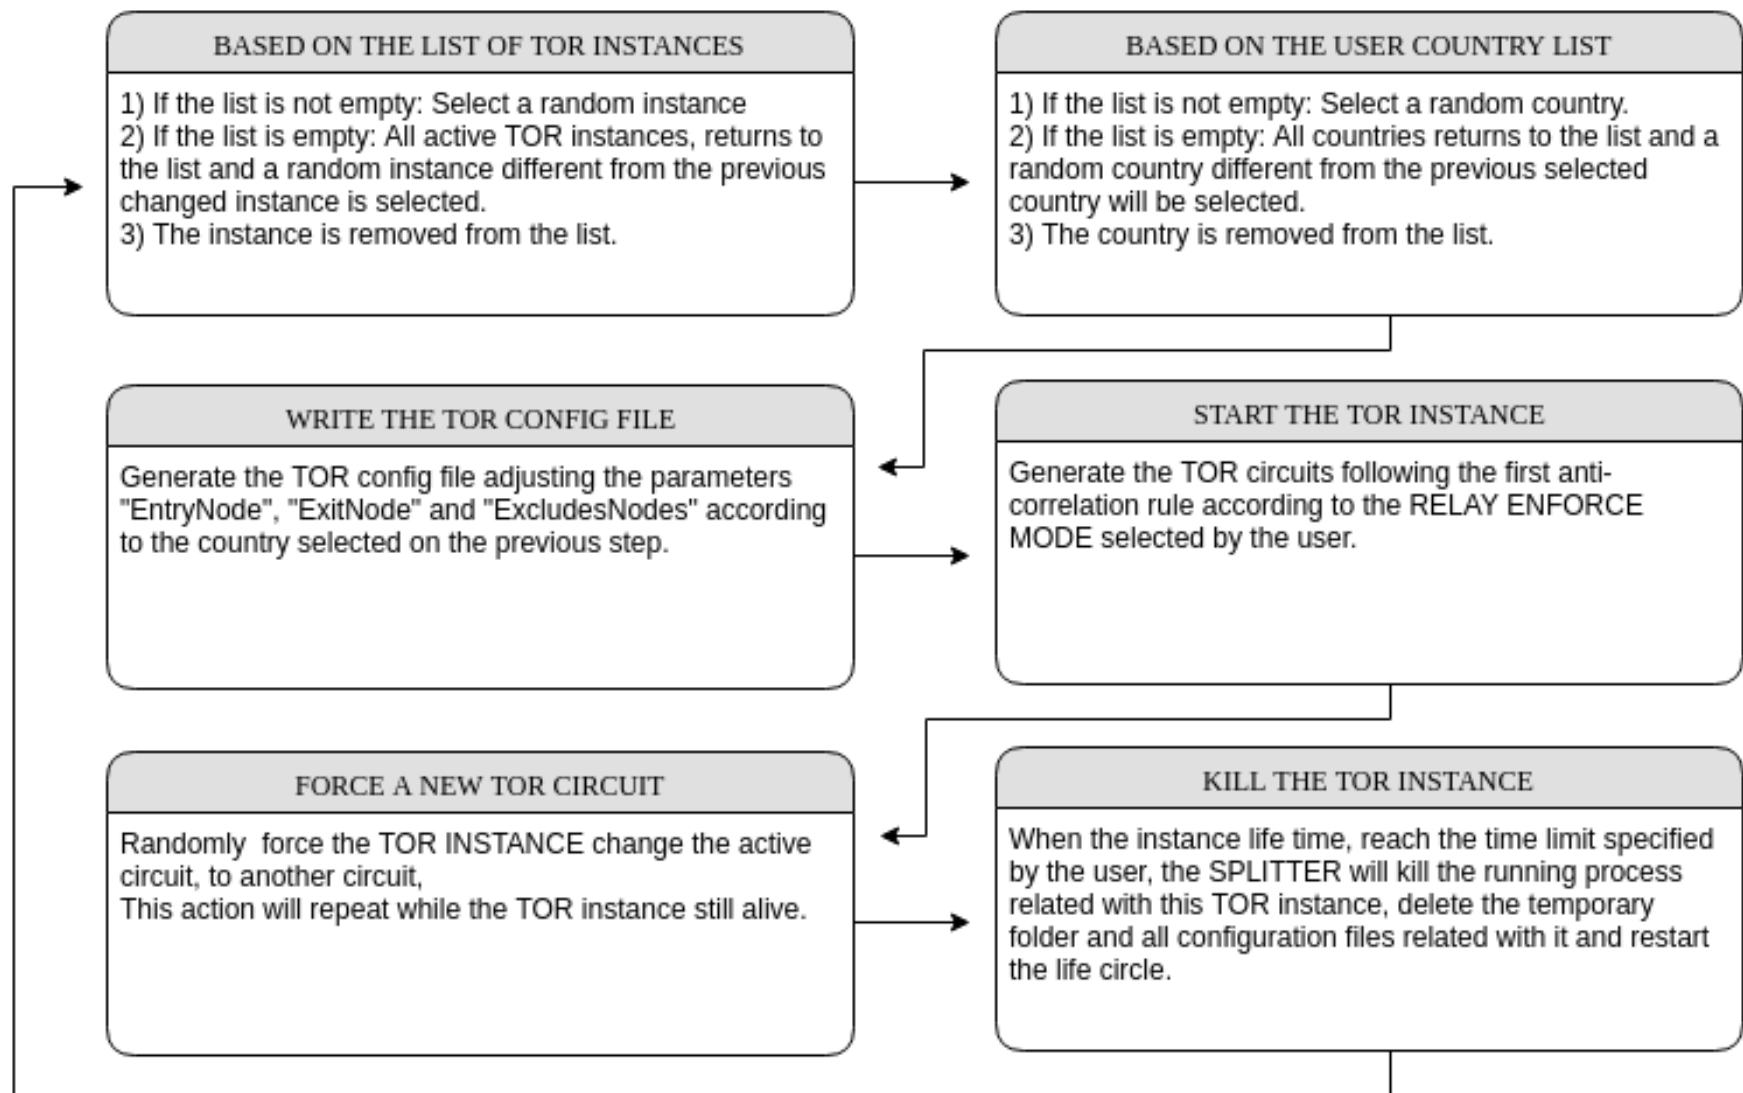 BASED ON THE LIST OF TOR INSTANCES
1) If the list is not empty: Select a random instance
2) If the list is empty: All active TOR instances, returns to
the list and a random instance different from the previous
changed instance is selected.
3) The instance is removed from the list.
BASED ON THE USER COUNTRY LIST
1) If the list is not empty: Select a random country.
2) If the list is empty: All countries returns to the list and a
random country different from the previous selected
country will be selected.
3) The country is removed from the list.
WRITE THE TOR CONFIG FILE
Generate the TOR config file adjusting the parameters
"EntryNode", "ExitNode" and "ExcludesNodes" according
to the country selected on the previous step.
START THE TOR INSTANCE
Generate the TOR circuits following the first anti-
correlation rule according to the RELAY ENFORCE
MODE selected by the user.
FORCE A NEW TOR CIRCUIT
Randomly  force the TOR INSTANCE change the active
circuit, to another circuit,
This action will repeat while the TOR instance still alive.
KILL THE TOR INSTANCE
When the instance life time, reach the time limit specified
by the user, the SPLITTER will kill the running process
related with this TOR instance, delete the temporary
folder and all configuration files related with it and restart
the life circle.